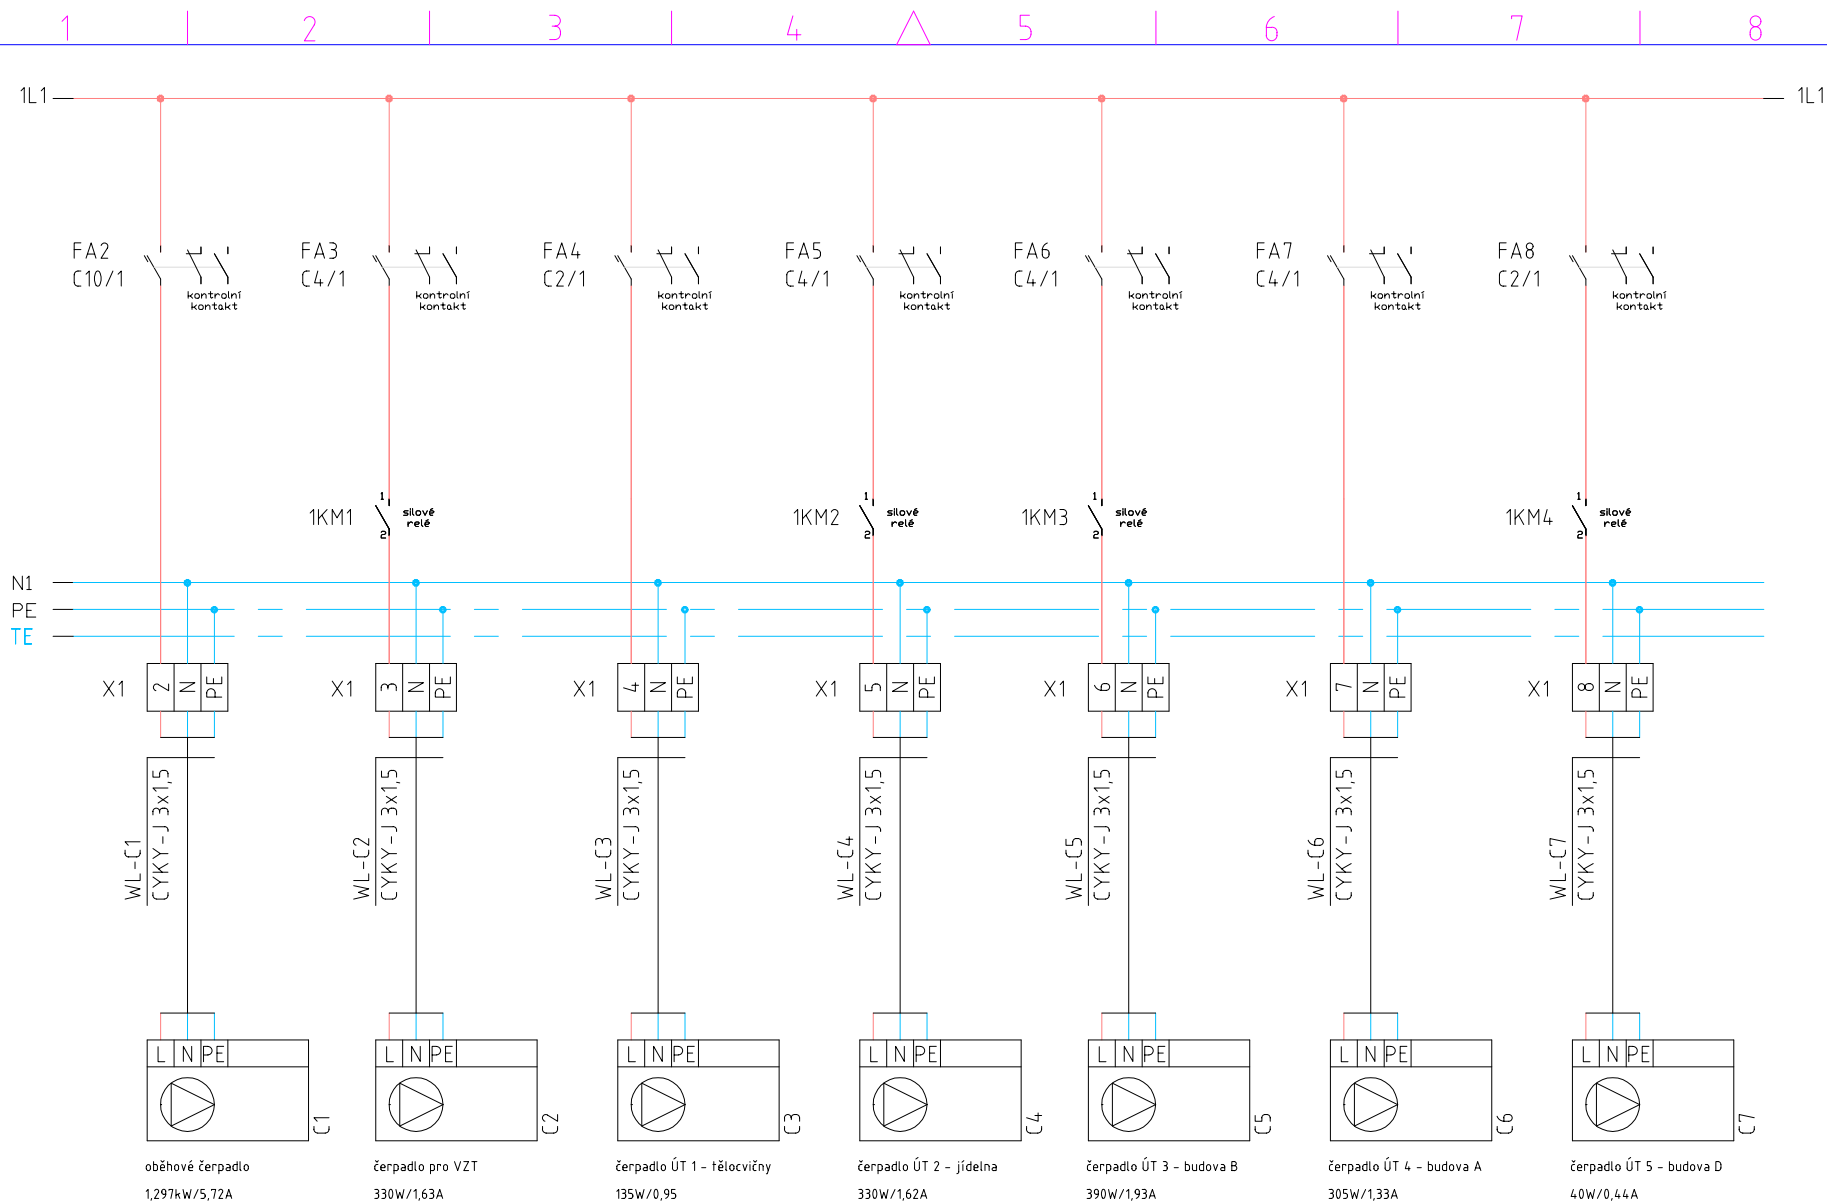 1 2 3 4 5 6 7 8
1L1 1L1
FA2 FA3 FA4 FA5 FA6 FA7 FA8
C10/1 C4/1 C2/1 C4/1 C4/1 C4/1 C2/1
kontrolní kontrolní kontrolní kontrolní kontrolní kontrolní kontrolní
kontakt kontakt kontakt kontakt kontakt kontakt kontakt
1 1 1 1
1KM1 silové 1KM2 silové 1KM3 silové 1KM4 silové
relé relé relé relé
2 2 2 2
N1
PE
TE
X1 2 N PE X1 3 N PE X1 4 N PE X1 5 N PE X1 6 N PE X1 7 N PE X1 8 N PE
WL-C1 WL-C2 WL-C3 WL-C4 WL-C5 WL-C6 WL-C7
CYKY-J 3x1,5 CYKY-J 3x1,5 CYKY-J 3x1,5 CYKY-J 3x1,5 CYKY-J 3x1,5 CYKY-J 3x1,5 CYKY-J 3x1,5
L N PE L N PE L N PE L N PE L N PE L N PE L N PE
C1 C2 C3 C4 C5 C6 C7
oběhové čerpadlo čerpadlo pro VZT čerpadlo ÚT 1 - tělocvičny čerpadlo ÚT 2 - jídelna čerpadlo ÚT 3 - budova B čerpadlo ÚT 4 - budova A čerpadlo ÚT 5 - budova D
1,297kW/5,72A 330W/1,63A 135W/0,95 330W/1,62A 390W/1,93A 305W/1,33A 40W/0,44A